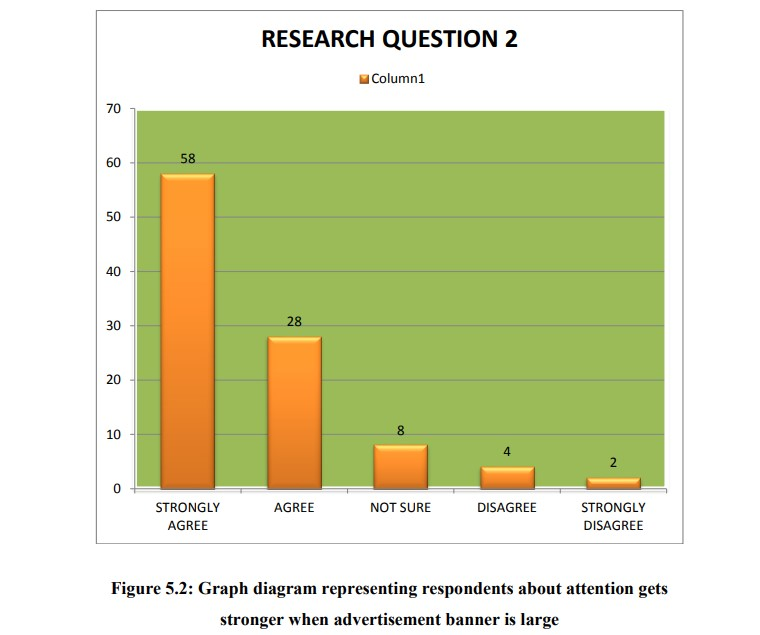 RESEARCH QUESTION 2
Column1
70
60
50
40
30
20
10
0
58
28
8
4
2
STRONGLY
AGREE
AGREE
NOT SURE
DISAGREE
STRONGLY
DISAGREE
Figure 5.2: Graph diagram representing respondents about attention gets
stronger when advertisement banner is large